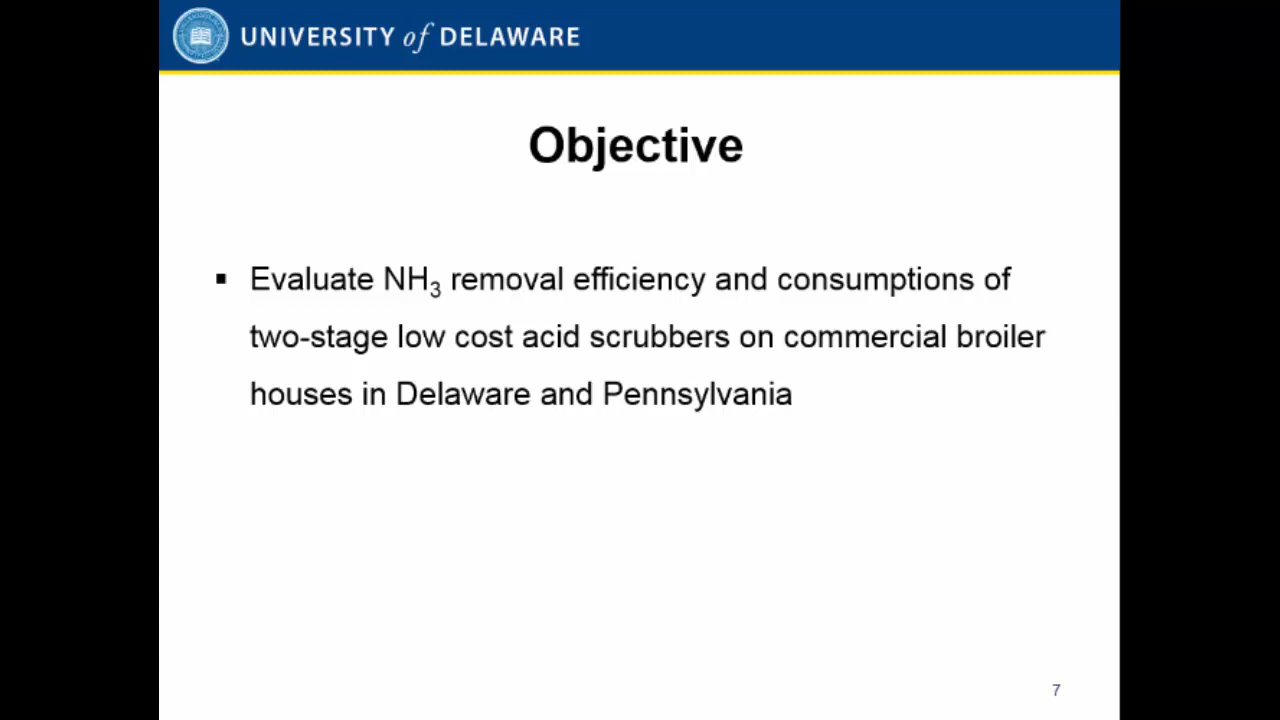 UNIVERSITY of DELAWARE
Objective
▪ Evaluate NH₃ removal efficiency and consumptions of
two-stage low cost acid scrubbers on commercial broiler
houses in Delaware and Pennsylvania
7